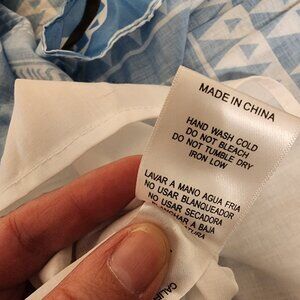 MADE IN CHINA
HAND WASH COLD
DO NOT BLEACH
DO NOT TUMBLE DRY
IRON LOW
LAVAR A MANO AGUA FRIA
NO USAR BLANQUEADOR
NO USAR SECADORA
A BAJA